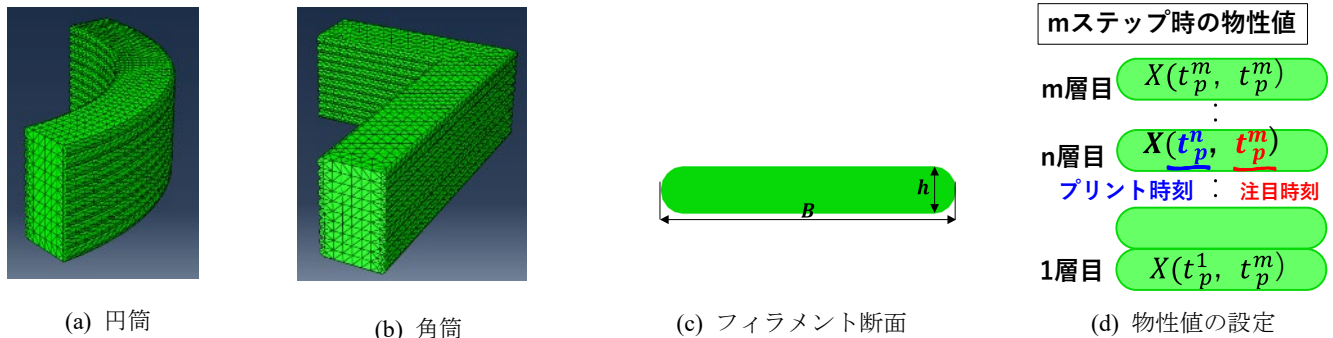 mステップ時の物性値
m層目 X(t_p^m, t_p^m)
n層目 X(t_p^n, t_p^m)
プリント時刻 注目時刻
1層目 X(t_p^1, t_p^m)
h
B
(a) 円筒
(b) 角筒
(c) フィラメント断面
(d) 物性値の設定